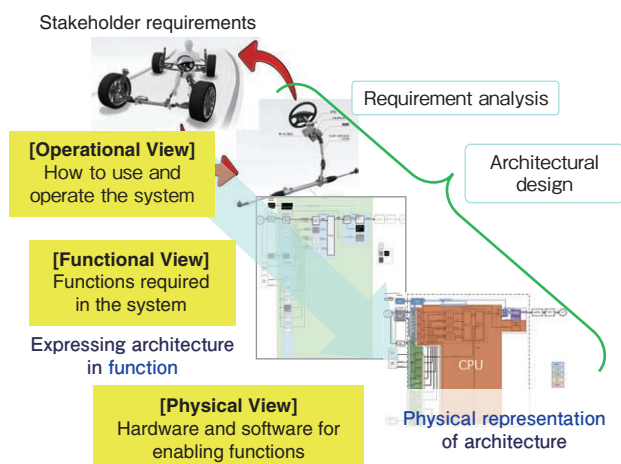 Stakeholder requirements
Requirement analysis
[Operational View]
How to use and
operate the system
Architectural
design
[Functional View]
Functions required
in the system
Expressing architecture
in function
CPU
[Physical View]
Hardware and software for
enabling functions
Physical representation
of architecture